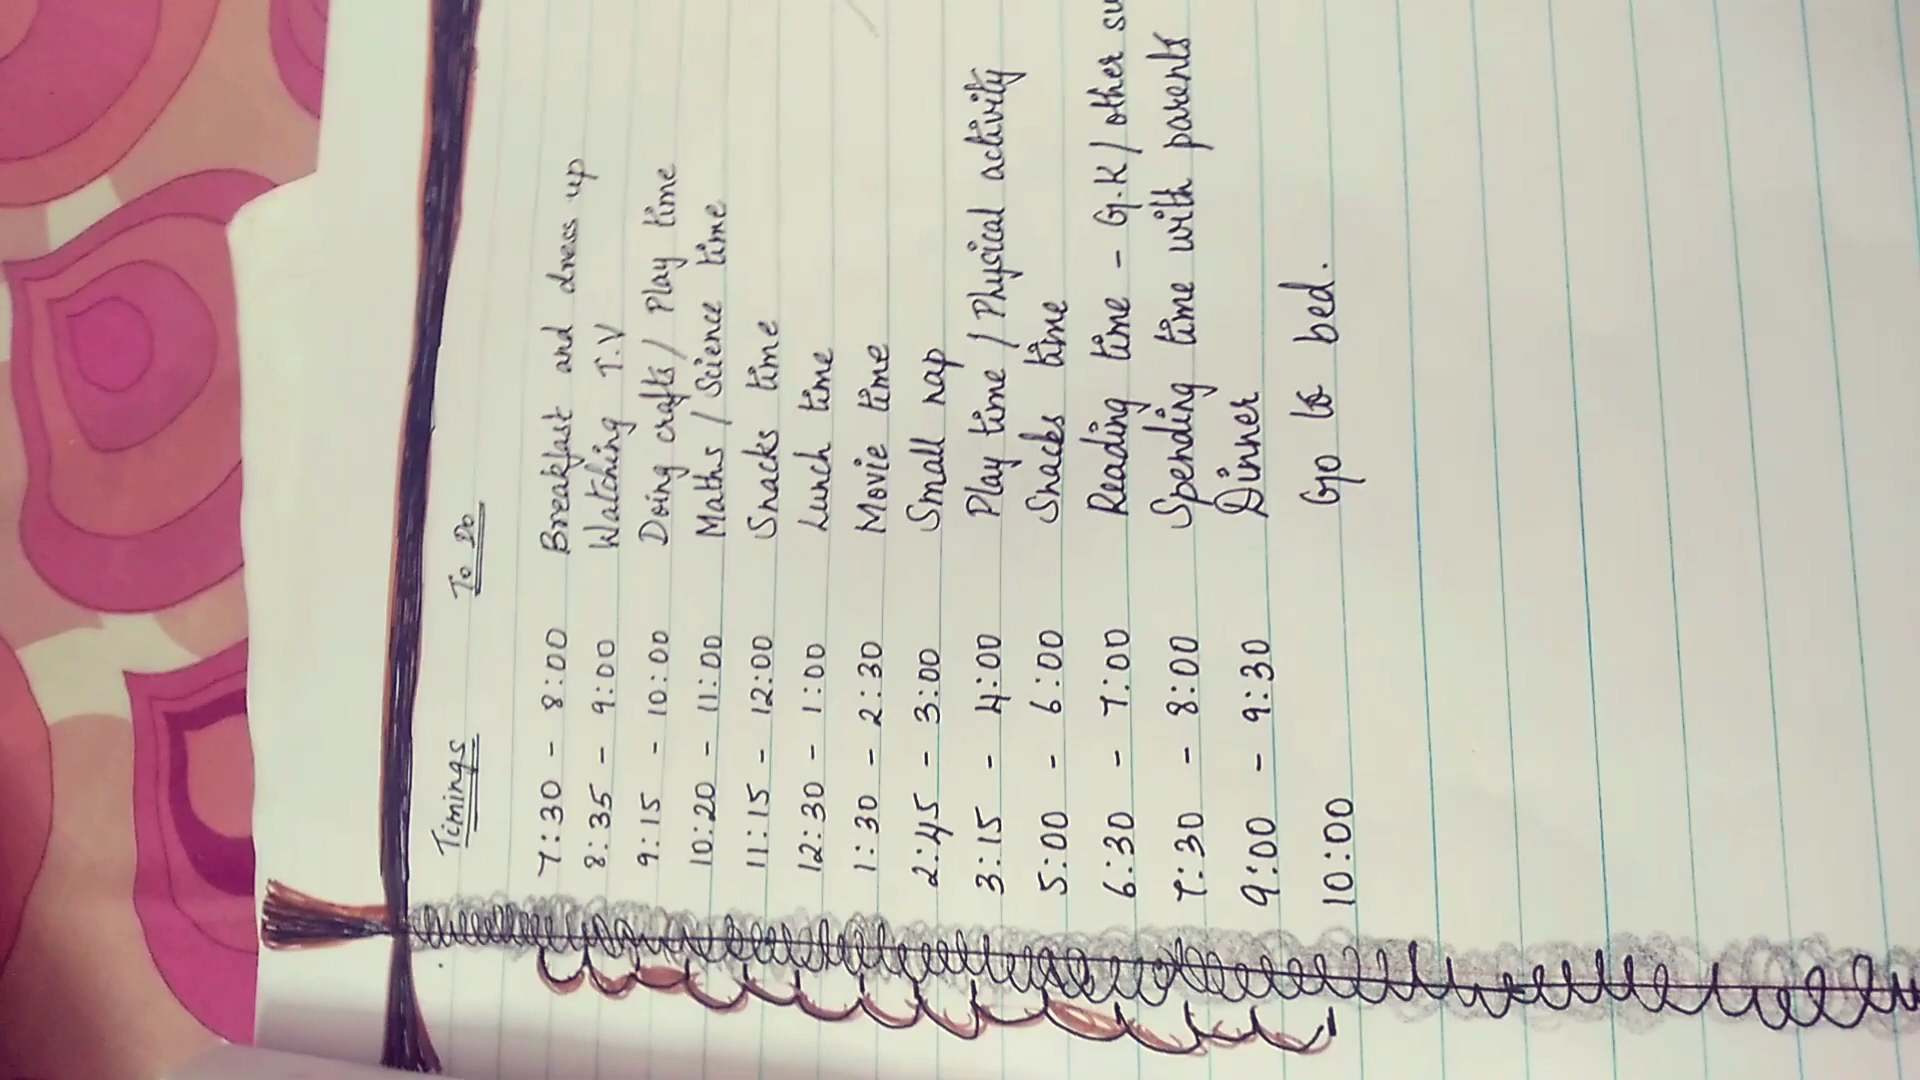 Timings To Do
7:30 - 8:00 Breakfast and dress up
8:35 - 9:00 Watching T.V
9:15 - 10:00 Doing crafts / Play time
10:20 - 11:00 Maths / Science time
11:15 - 12:00 Snacks time
12:30 - 1:00 Lunch time
1:30 - 2:30 Movie time
2:45 - 3:00 Small nap
3:15 - 4:00 Play time / Physical activity
5:00 - 6:00 Snacks time
6:30 - 7:00 Reading time - G.K / other
7:30 - 8:00 Spending time with parents
9:00 - 9:30 Dinner
10:00 Go to bed.